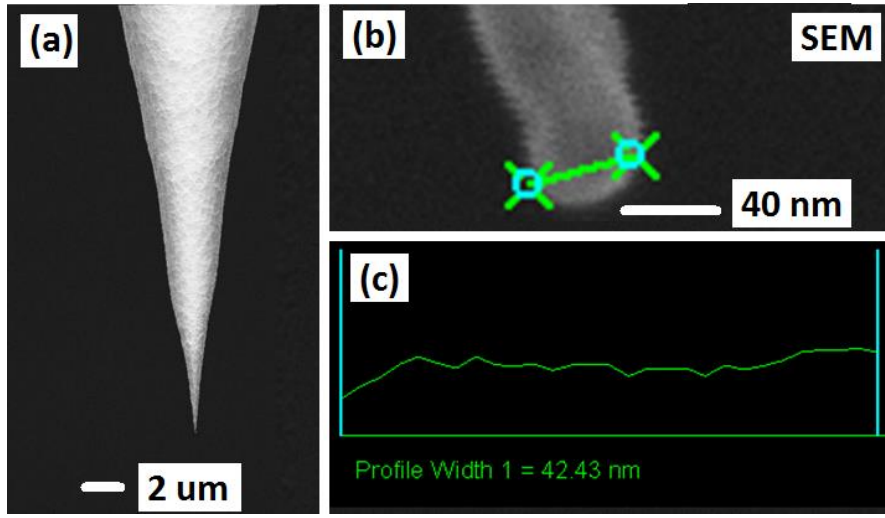 (a)
2 um
(b)
SEM
40 nm
(c)
Profile Width 1 = 42.43 nm